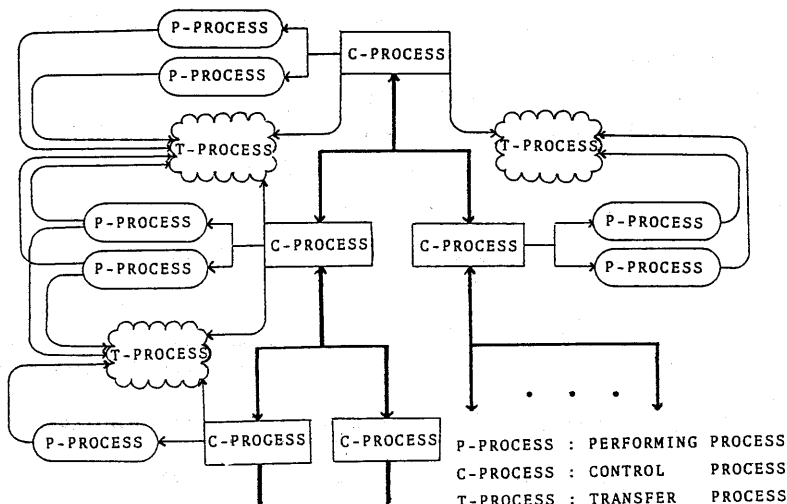 P-PROCESS
C-PROCESS
P-PROCESS
T-PROCESS
T-PROCESS
P-PROCESS
C-PROCESS
C-PROCESS
P-PROCESS
P-PROCESS
P-PROCESS
T-PROCESS
P-PROCESS
C-PROGESS
C-PROCESS
P-PROCESS : PERFORMING PROCESS
C-PROCESS : CONTROL PROCESS
T-PROCESS : TRANSFER PROCESS